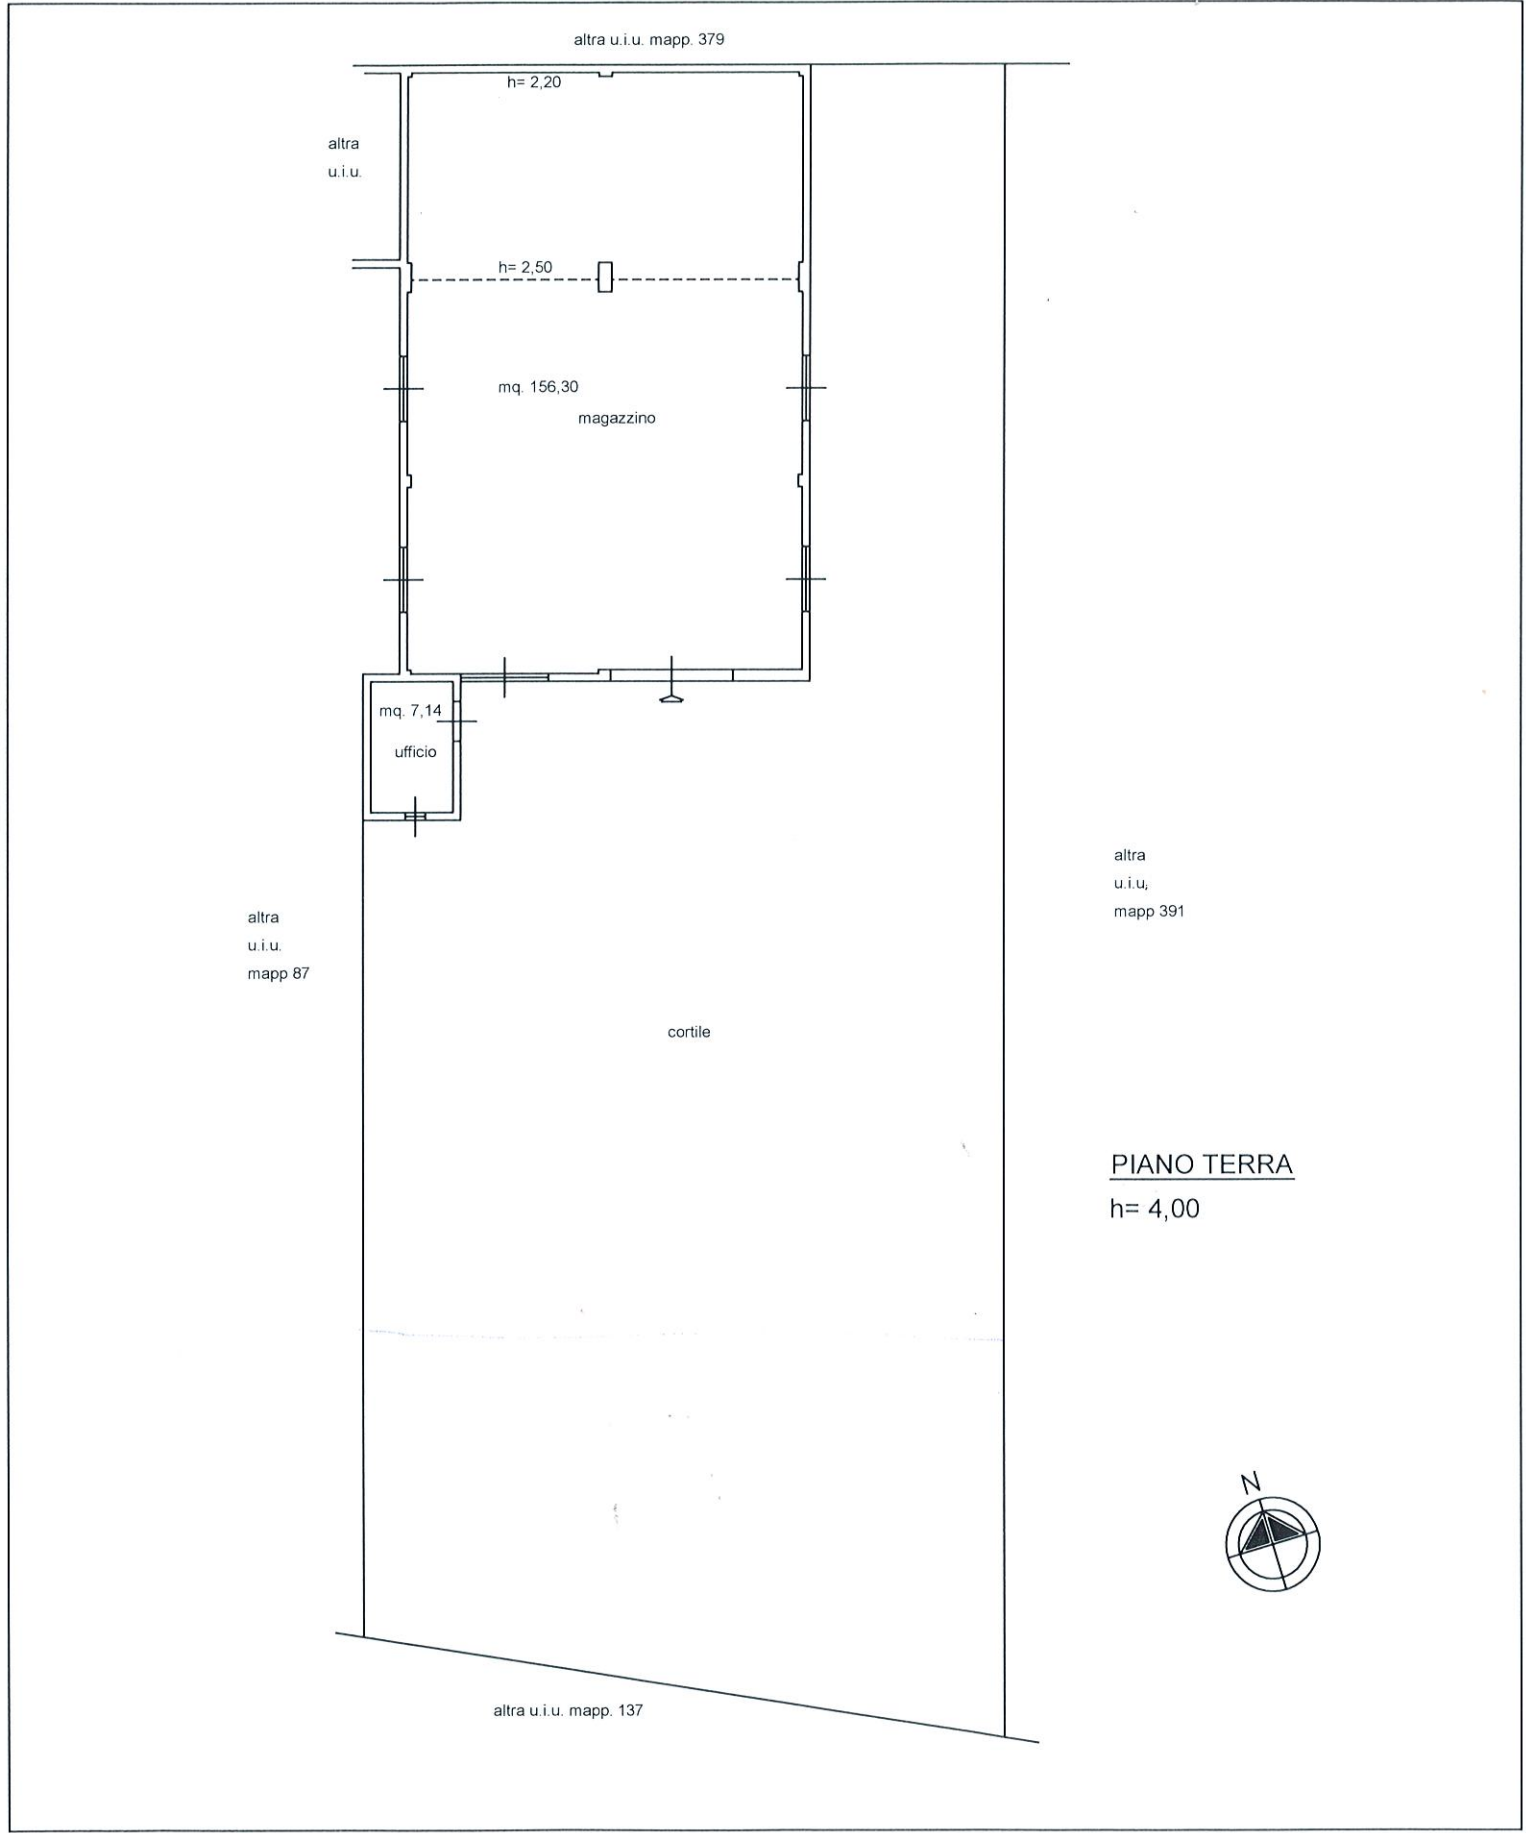 altra u.i.u. mapp. 379
h= 2,20
altra
u.i.u.
h= 2,50
mq. 156,30
magazzino
mq. 7,14
ufficio
altra
u.i.u.
mapp 391
altra
u.i.u.
mapp 87
cortile
PIANO TERRA
h= 4,00
N
altra u.i.u. mapp. 137